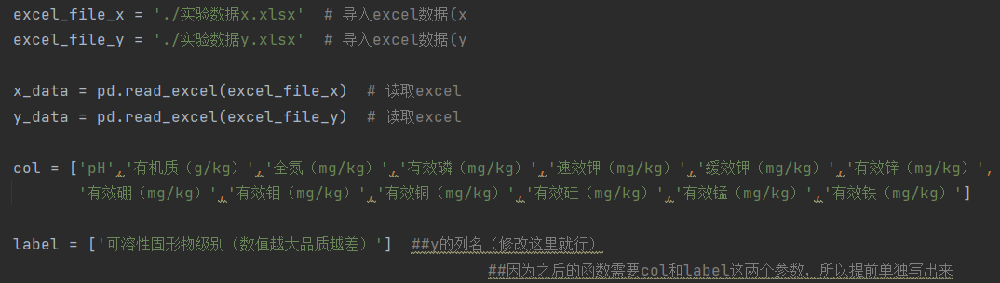 excel_file_x = './实验数据x.xlsx'  # 导入excel数据(x
excel_file_y = './实验数据y.xlsx'  # 导入excel数据(y
x_data = pd.read_excel(excel_file_x)  # 读取excel
y_data = pd.read_excel(excel_file_y)  # 读取excel
col = ['pH','有机质（g/kg）','全氮（mg/kg）','有效磷（mg/kg）','速效钾（mg/kg）','缓效钾（mg/kg）','有效锌（mg/kg）',
'有效硼（mg/kg）','有效钼（mg/kg）','有效铜（mg/kg）','有效硅（mg/kg）','有效锰（mg/kg）','有效铁（mg/kg）']
label = ['可溶性固形物级别（数值越大品质越差）']  ##y的列名（修改这里就行）
##因为之后的函数需要col和label这两个参数，所以提前单独写出来